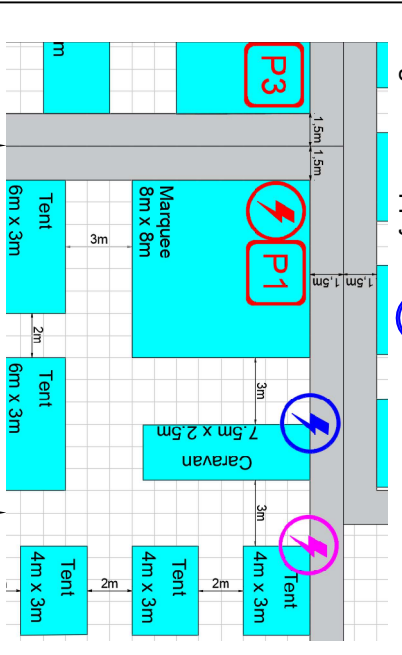 m
P3
1,5m
1,5m
Marquee
8m x 8m
P1
1,5m
1,5m
Tent
6m x 3m
3m
2m
Tent
6m x 3m
3m
Caravan
7.5m x 2.5m
3m
Tent
4m x 3m
2m
Tent
4m x 3m
2m
Tent
4m x 3m